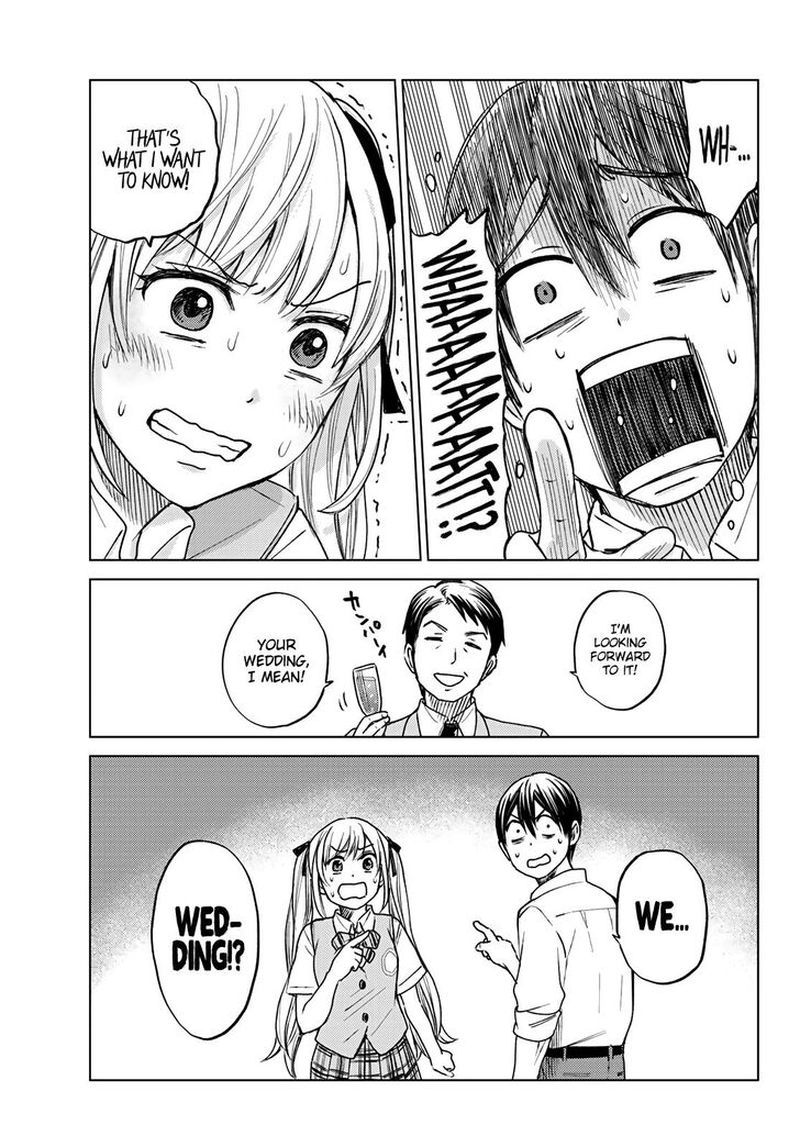 WH-...
WHAAAAAAATT!?
THAT'S
WHAT I WANT
TO KNOW!
I'M
LOOKING
FORWARD
TO IT!
カンパーイ
YOUR
WEDDING,
I MEAN!
WE...
WED-
DING!?